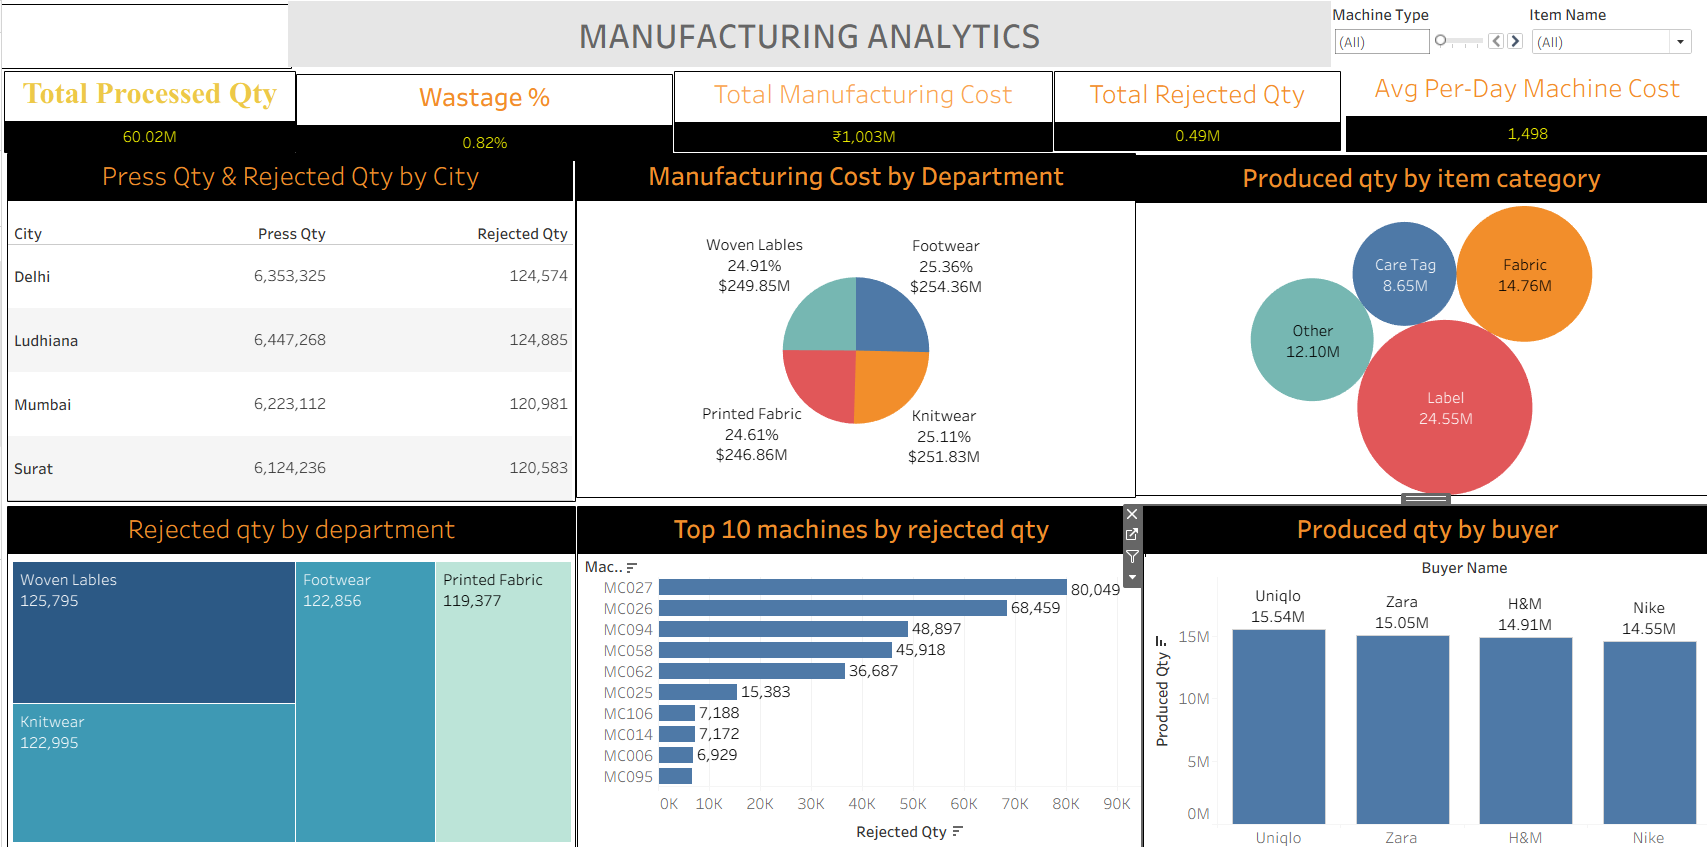 MANUFACTURING ANALYTICS
Machine Type
(All)
Item Name
(All)
Total Processed Qty
60.02M
Wastage %
0.82%
Total Manufacturing Cost
₹1,003M
Total Rejected Qty
0.49M
Avg Per-Day Machine Cost
1,498
Press Qty & Rejected Qty by City
City Press Qty Rejected Qty
Delhi 6,353,325 124,574
Ludhiana 6,447,268 124,885
Mumbai 6,223,112 120,981
Surat 6,124,236 120,583
Manufacturing Cost by Department
Woven Lables
24.91%
$249.85M
Footwear
25.36%
$254.36M
Printed Fabric
24.61%
$246.86M
Knitwear
25.11%
$251.83M
Produced qty by item category
Care Tag
8.65M
Fabric
14.76M
Other
12.10M
Label
24.55M
Rejected qty by department
Woven Lables
125,795
Footwear
122,856
Printed Fabric
119,377
Knitwear
122,995
Top 10 machines by rejected qty
Mac..
MC027 80,049
MC026 68,459
MC094 48,897
MC058 45,918
MC062 36,687
MC025 15,383
MC106 7,188
MC014 7,172
MC006 6,929
MC095
0K 10K 20K 30K 40K 50K 60K 70K 80K 90K
Rejected Qty
Produced qty by buyer
Buyer Name
Uniqlo
15.54M
Zara
15.05M
H&M
14.91M
Nike
14.55M
Produced Qty
15M
10M
5M
0M
Uniqlo Zara H&M Nike